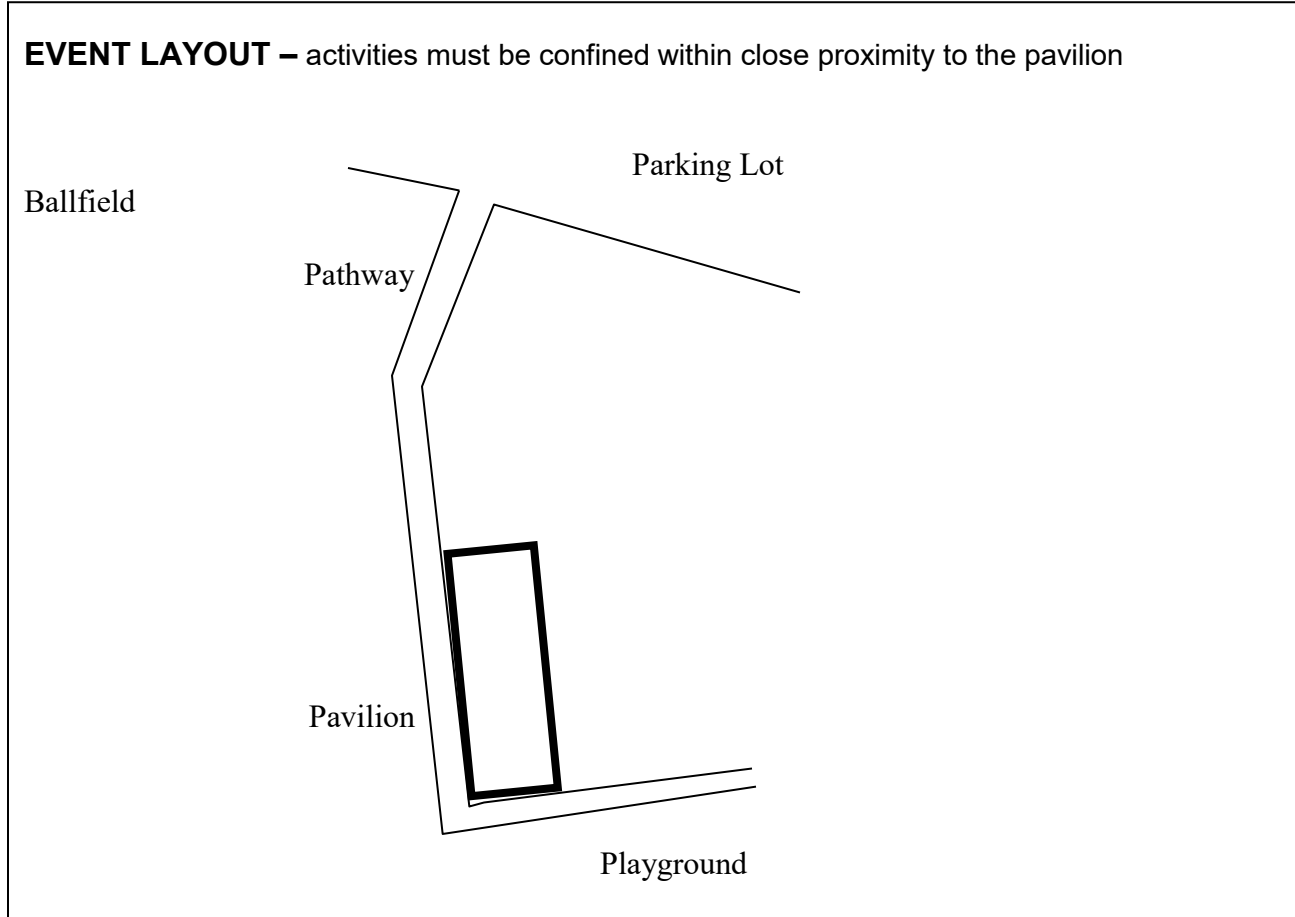 EVENT LAYOUT – activities must be confined within close proximity to the pavilion
Parking Lot
Ballfield
Pathway
Pavilion
Playground